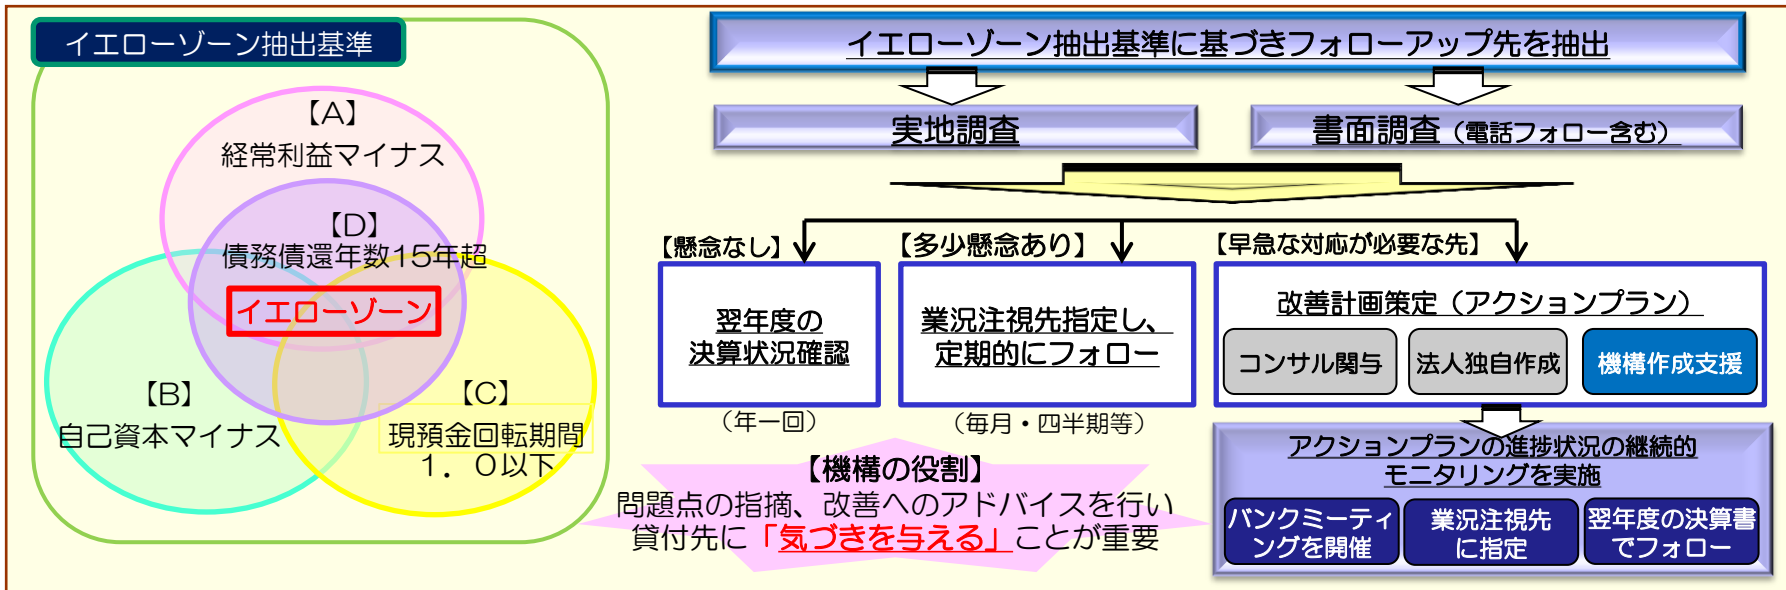 イエローゾーン抽出基準
【A】
経常利益マイナス
【D】
債務償還年数15年超
イエローゾーン
【B】
自己資本マイナス
【C】
現預金回転期間
1．0以下
イエローゾーン抽出基準に基づきフォローアップ先を抽出
実地調査
書面調査（電話フォロー含む）
【懸念なし】
翌年度の
決算状況確認
（年一回）
【多少懸念あり】
業況注視先指定し、
定期的にフォロー
（毎月・四半期等）
【早急な対応が必要な先】
改善計画策定（アクションプラン）
コンサル関与
法人独自作成
機構作成支援
アクションプランの進捗状況の継続的
モニタリングを実施
バンクミーティ
ングを開催
業況注視先
に指定
翌年度の決算書
でフォロー
【機構の役割】
問題点の指摘、改善へのアドバイスを行い
貸付先に「気づきを与える」ことが重要